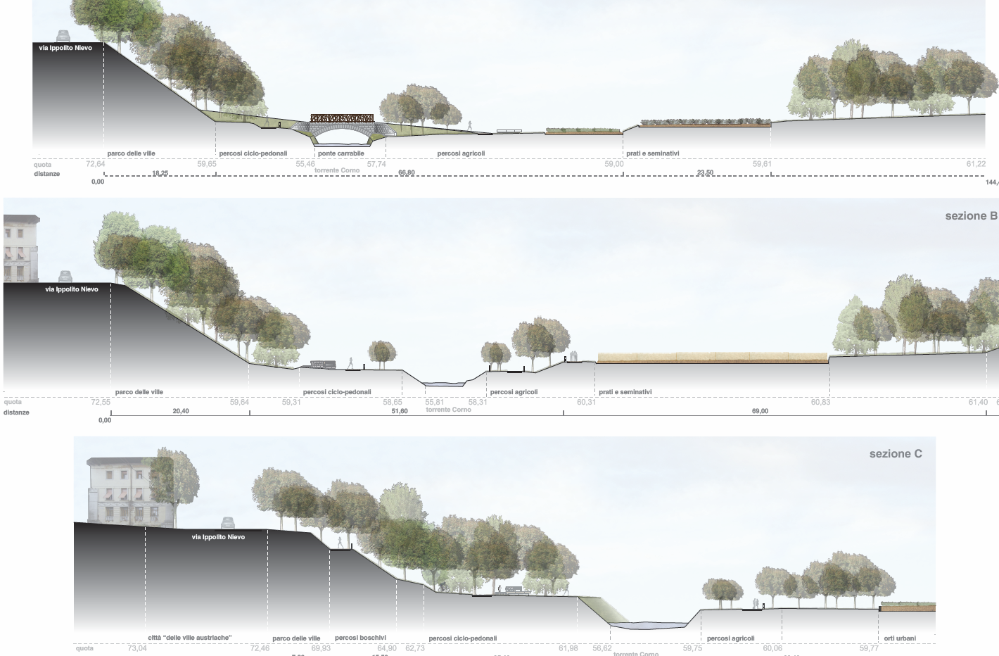 via Ippolito Nievo
parco delle ville
percosi ciclo-pedonali
ponte carrabile
percosi agricoli
prati e seminativi
quota
72,64
59,65
55,46
torrente Corno
57,74
59,00
59,61
61,22
distanze
18,25
66,80
23,50
0,00
144,4
sezione B
via Ippolito Nievo
parco delle ville
percosi ciclo-pedonali
percosi agricoli
prati e seminativi
quota
72,55
59,64
59,31
58,65
55,81
58,31
60,31
60,83
61,40
torrente Corno
distanze
20,40
51,60
69,00
0,00
sezione C
via Ippolito Nievo
città “delle ville austriache”
parco delle ville
percosi boschivi
percosi ciclo-pedonali
percosi agricoli
orti urbani
quota
73,04
72,46
69,93
64,90
62,73
61,98
56,62
59,75
60,06
59,77
torrente Corno